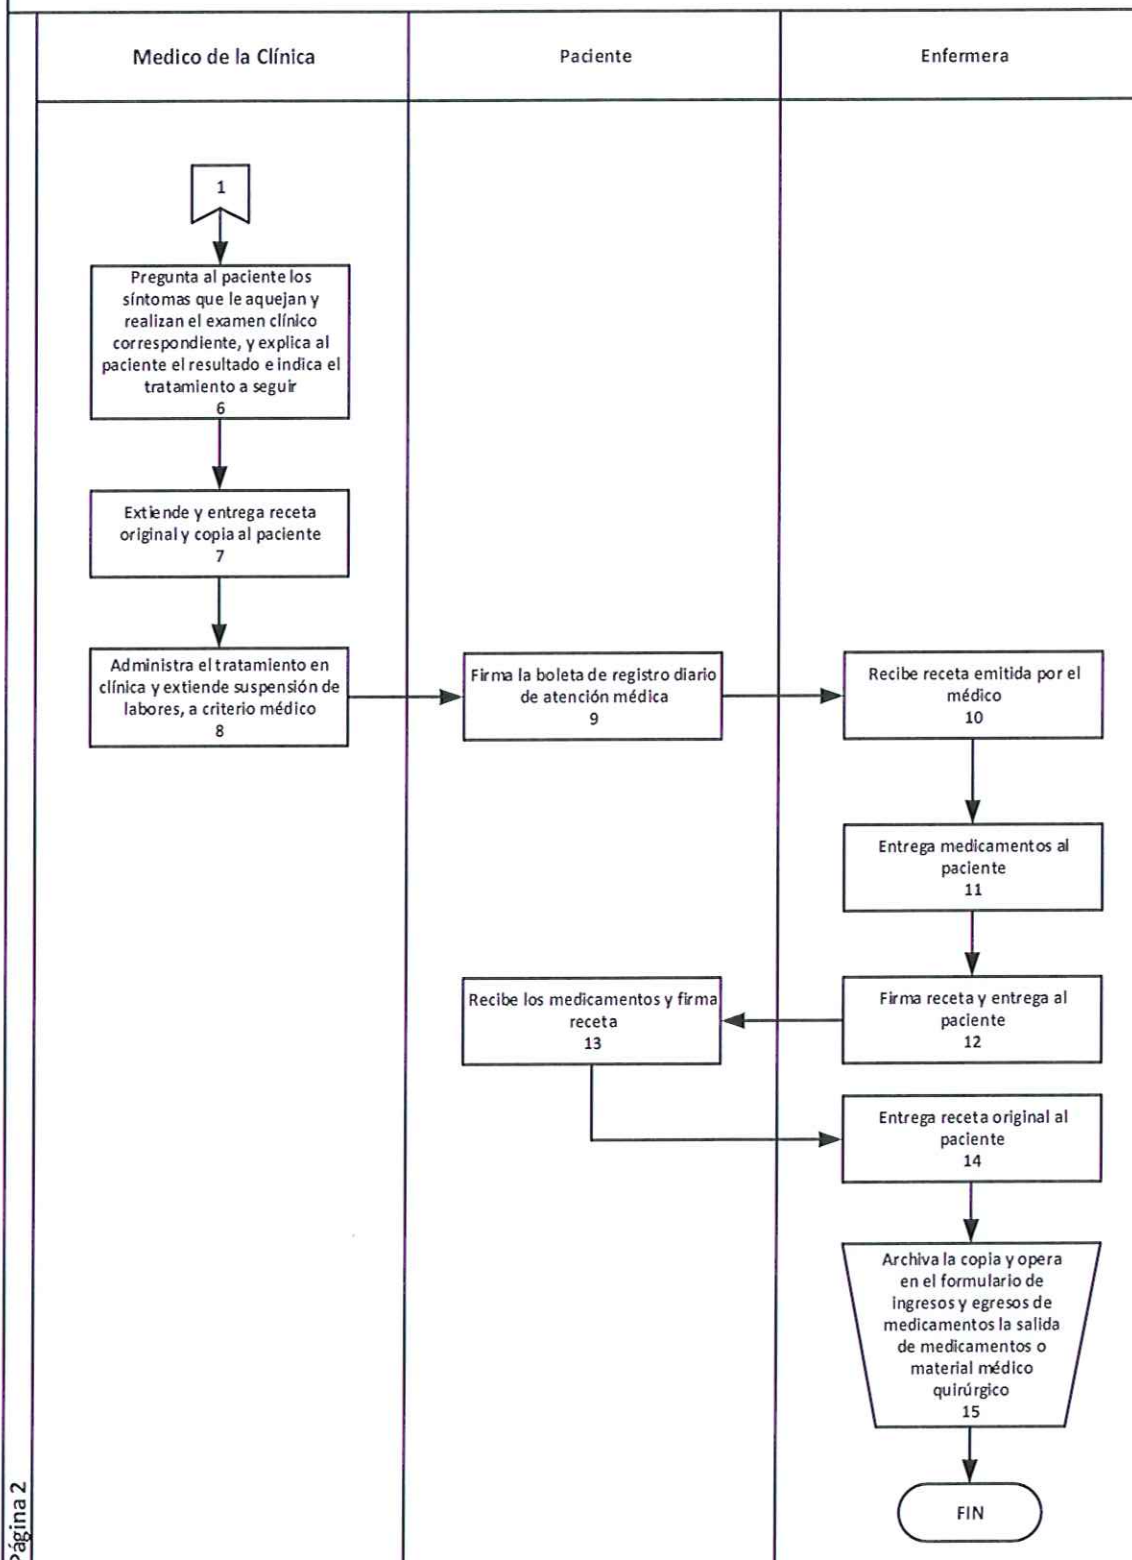 Medico de la Clínica
Paciente
Enfermera
1
Pregunta al paciente los
síntomas que le aquejan y
realizan el examen clínico
correspondiente, y explica al
paciente el resultado e indica el
tratamiento a seguir
6
Extiende y entrega receta
original y copia al paciente
7
Administra el tratamiento en
clínica y extiende suspensión de
labores, a criterio médico
8
Firma la boleta de registro diario
de atención médica
9
Recibe receta emitida por el
médico
10
Entrega medicamentos al
paciente
11
Firma receta y entrega al
paciente
12
Recibe los medicamentos y firma
receta
13
Entrega receta original al
paciente
14
Archiva la copia y opera
en el formulario de
ingresos y egresos de
medicamentos la salida
de medicamentos o
material médico
quirúrgico
15
FIN
Página 2